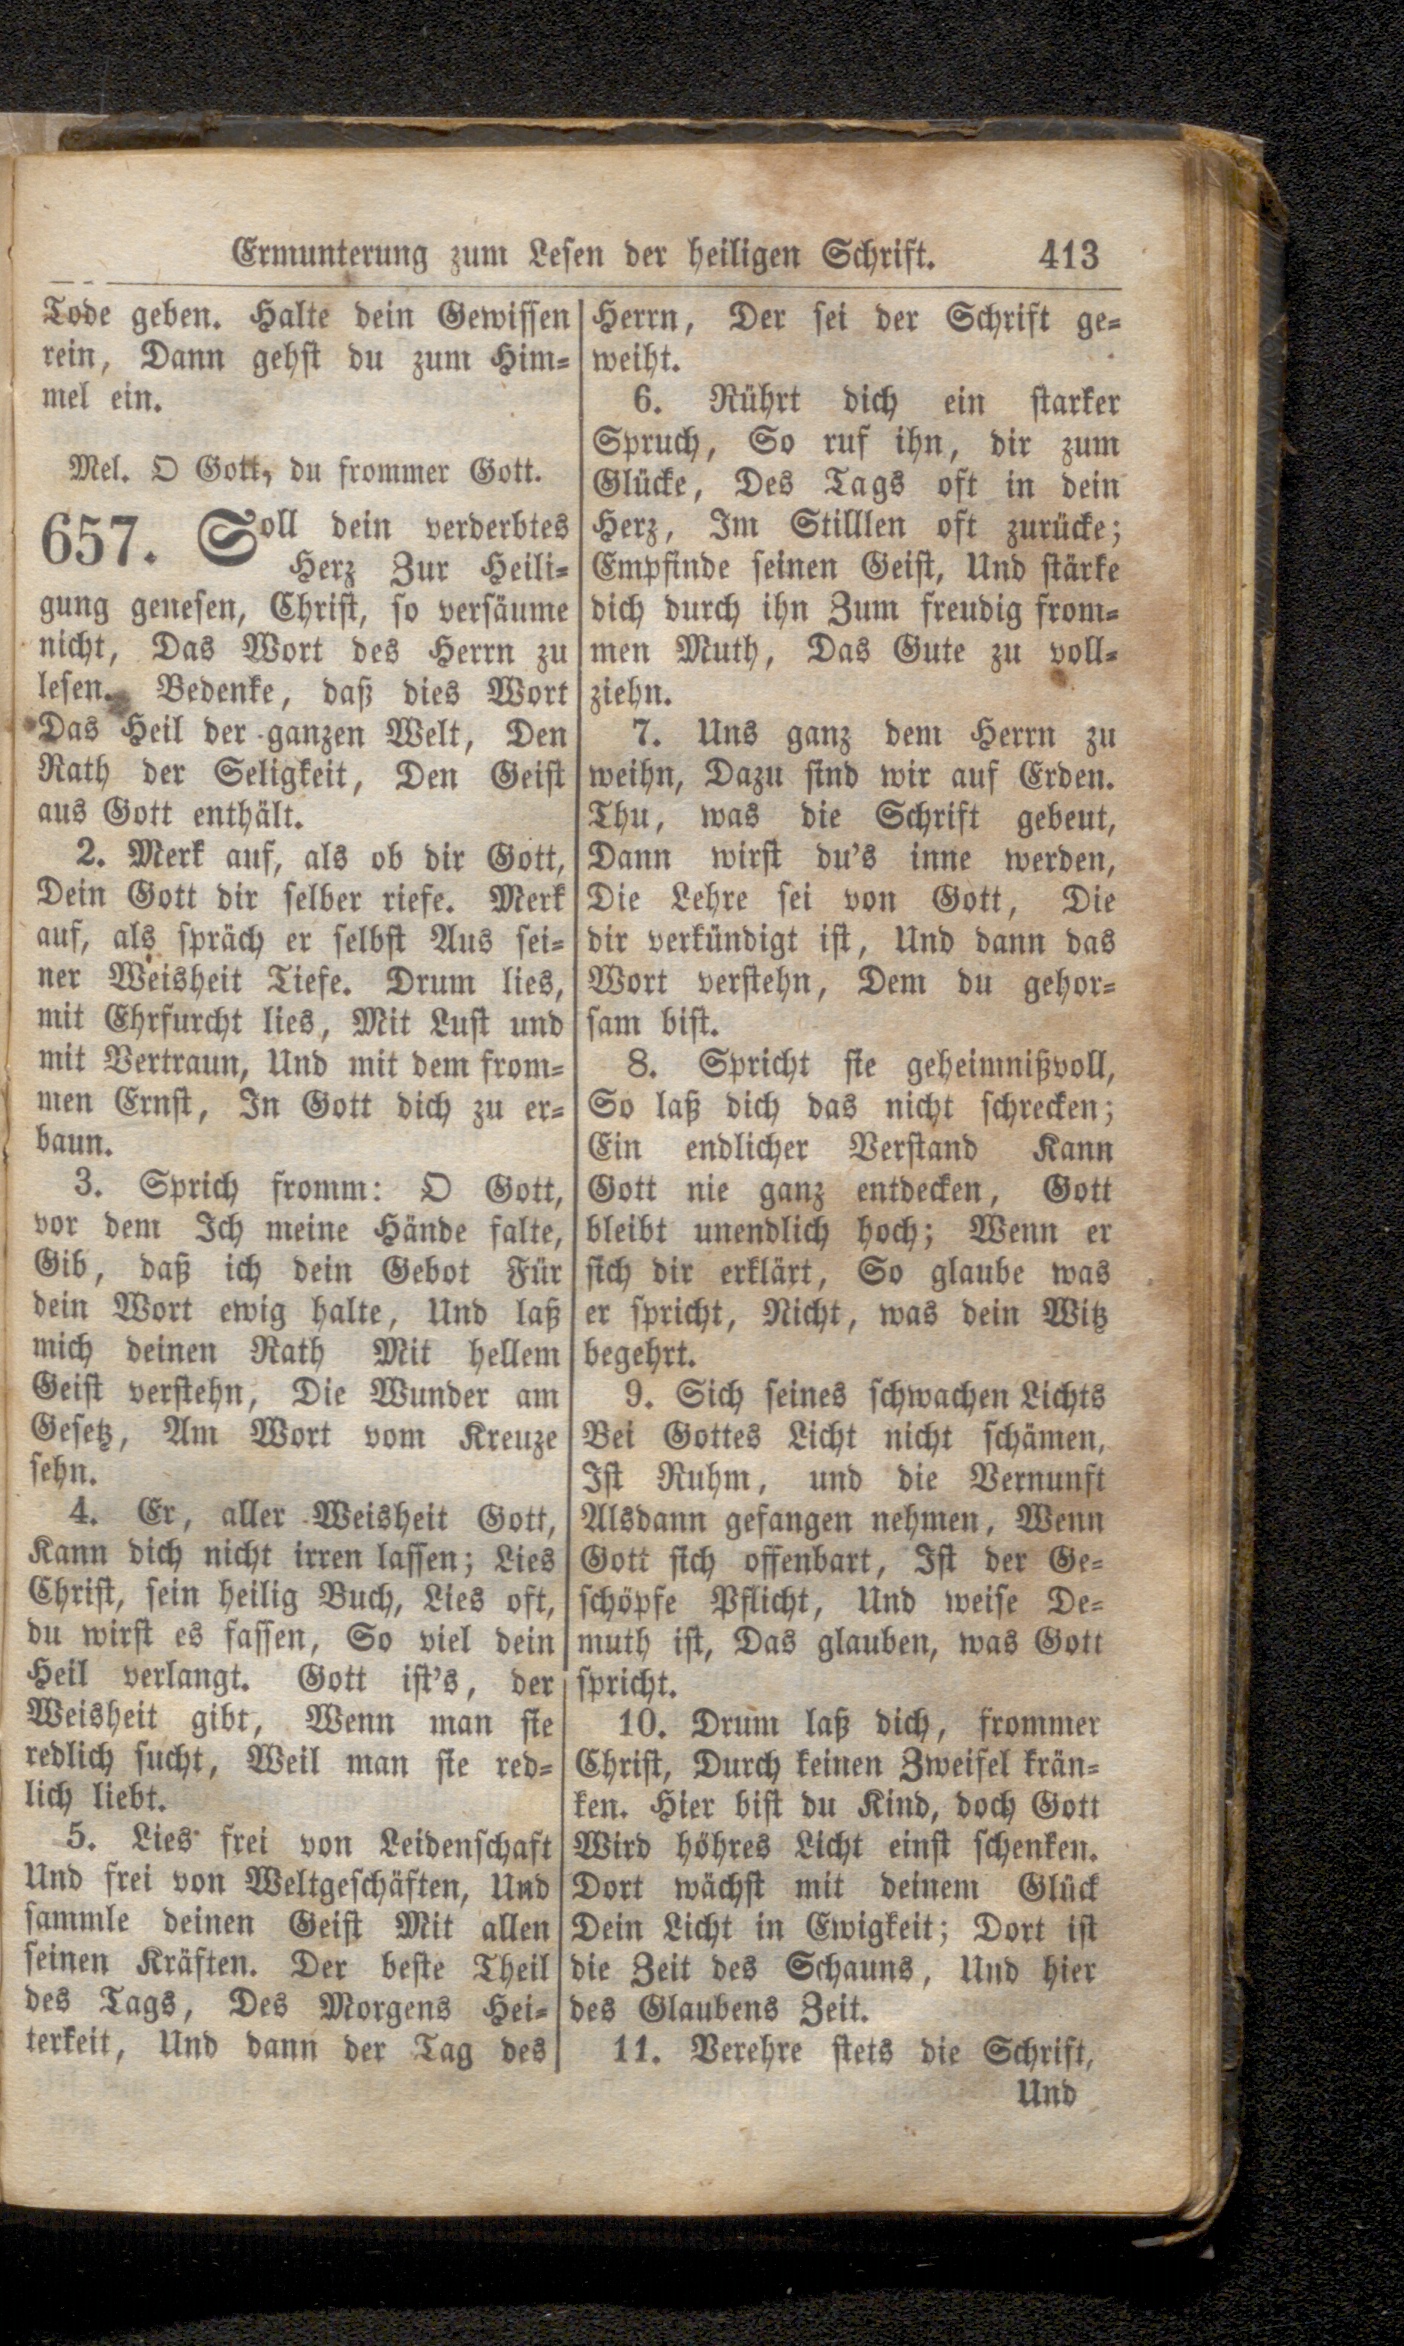 Ermunterung zum Lesen der heiligen Schrift. 413
Tode geben. Halte dein Gewissen
rein, Dann gehst du zum Him=
mel ein.
Mel. O Gott, du frommer Gott.
657. Soll dein verderbtes
Herz Zur Heili=
gung genesen, Christ, so versäume
nicht, Das Wort des Herrn zu
lesen. Bedenke, daß dies Wort
Das Heil der ganzen Welt, Den
Rath der Seligkeit, Den Geist
aus Gott enthält.
2. Merk auf, als ob dir Gott,
Dein Gott dir selber riefe. Merk
auf, als spräch er selbst Aus sei=
ner Weisheit Tiefe. Drum lies,
mit Ehrfurcht lies, Mit Lust und
mit Vertraun, Und mit dem from=
men Ernst, In Gott dich zu er=
baun.
3. Sprich fromm: O Gott,
vor dem Ich meine Hände falte,
Gib, daß ich dein Gebot Für
dein Wort ewig halte, Und laß
mich deinen Rath Mit hellem
Geist verstehn, Die Wunder am
Gesetz, Am Wort vom Kreuze
sehn.
4. Er, aller Weisheit Gott,
Kann dich nicht irren lassen; Lies
Christ, sein heilig Buch, Lies oft,
du wirst es fassen, So viel dein
Heil verlangt. Gott ist's, der
Weisheit gibt, Wenn man sie
redlich sucht, Weil man sie red=
lich liebt.
5. Lies frei von Leidenschaft
Und frei von Weltgeschäften, Und
sammle deinen Geist Mit allen
seinen Kräften. Der beste Theil
des Tags, Des Morgens Hei=
terkeit, Und dann der Tag des
Herrn, Der sei der Schrift ge=
weiht.
6. Rührt dich ein starker
Spruch, So ruf ihn, dir zum
Glücke, Des Tags oft in dein
Herz, Im Stilllen oft zurücke;
Empfinde seinen Geist, Und stärke
dich durch ihn Zum freudig from=
men Muth, Das Gute zu voll=
ziehn.
7. Uns ganz dem Herrn zu
weihn, Dazu sind wir auf Erden.
Thu, was die Schrift gebeut,
Dann wirst du's inne werden,
Die Lehre sei von Gott, Die
dir verkündigt ist, Und dann das
Wort verstehn, Dem du gehor=
sam bist.
8. Spricht sie geheimnißvoll,
So laß dich das nicht schrecken;
Ein endlicher Verstand Kann
Gott nie ganz entdecken, Gott
bleibt unendlich hoch; Wenn er
sich dir erklärt, So glaube was
er spricht, Nicht, was dein Witz
begehrt.
9. Sich seines schwachen Lichts
Bei Gottes Licht nicht schämen,
Ist Ruhm, und die Vernunft
Alsdann gefangen nehmen, Wenn
Gott sich offenbart, Ist der Ge=
schöpfe Pflicht, Und weise De=
muth ist, Das glauben, was Gott
spricht.
10. Drum laß dich, frommer
Christ, Durch keinen Zweifel krän=
ken. Hier bist du Kind, doch Gott
Wird höhres Licht einst schenken.
Dort wächst mit deinem Glück
Dein Licht in Ewigkeit; Dort ist
die Zeit des Schauns, Und hier
des Glaubens Zeit.
11. Verehre stets die Schrift,
Und